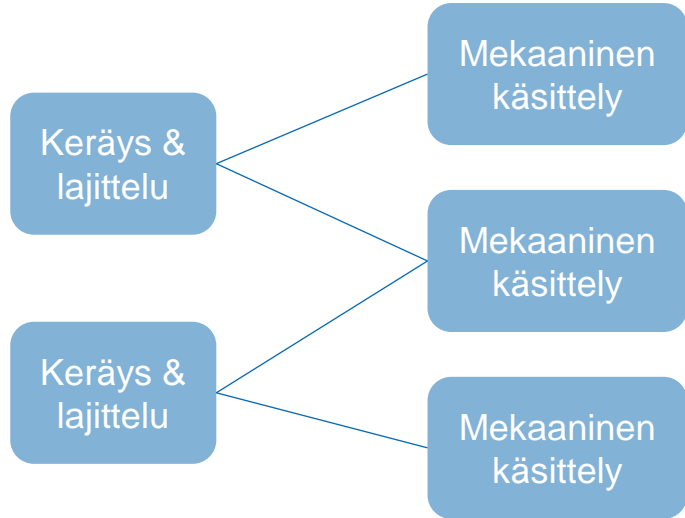 Keräys &
lajittelu
Keräys &
lajittelu
Mekaaninen
käsittely
Mekaaninen
käsittely
Mekaaninen
käsittely